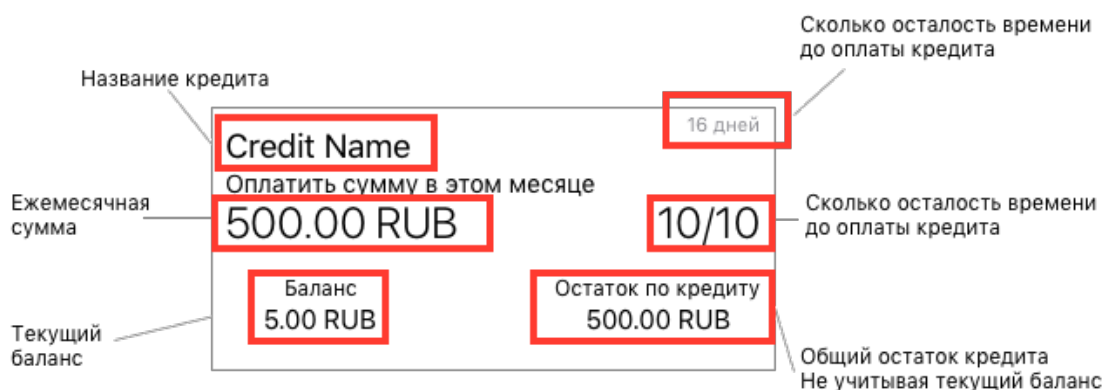 Сколько осталость времени
до оплаты кредита
Название кредита
16 дней
Credit Name
Оплатить сумму в этом месяце
Ежемесячная
сумма
500.00 RUB
10/10
Сколько осталость времени
до оплаты кредита
Баланс
5.00 RUB
Остаток по кредиту
500.00 RUB
Текущий
баланс
Общий остаток кредита
Не учитывая текущий баланс